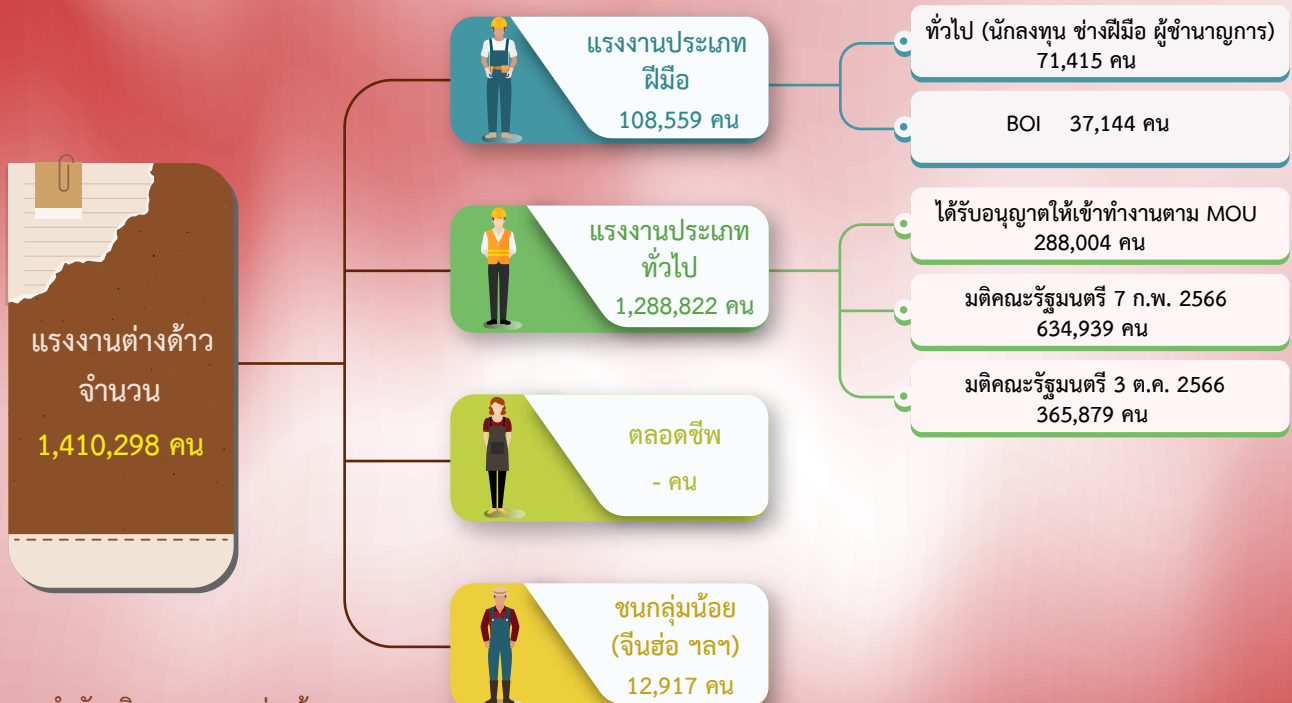 แรงงานต่างด้าว
จำนวน
1,410,298 คน
แรงงานประเภท
ฝีมือ
108,559 คน
ทั่วไป (นักลงทุน ช่างฝีมือ ผู้ชำนาญการ)
71,415 คน
BOI 37,144 คน
แรงงานประเภท
ทั่วไป
1,288,822 คน
ได้รับอนุญาตให้เข้าทำงานตาม MOU
288,004 คน
มติคณะรัฐมนตรี 7 ก.พ. 2566
634,939 คน
มติคณะรัฐมนตรี 3 ต.ค. 2566
365,879 คน
ตลอดชีพ
- คน
ชนกลุ่มน้อย
(จีนฮ่อ ฯลฯ)
12,917 คน